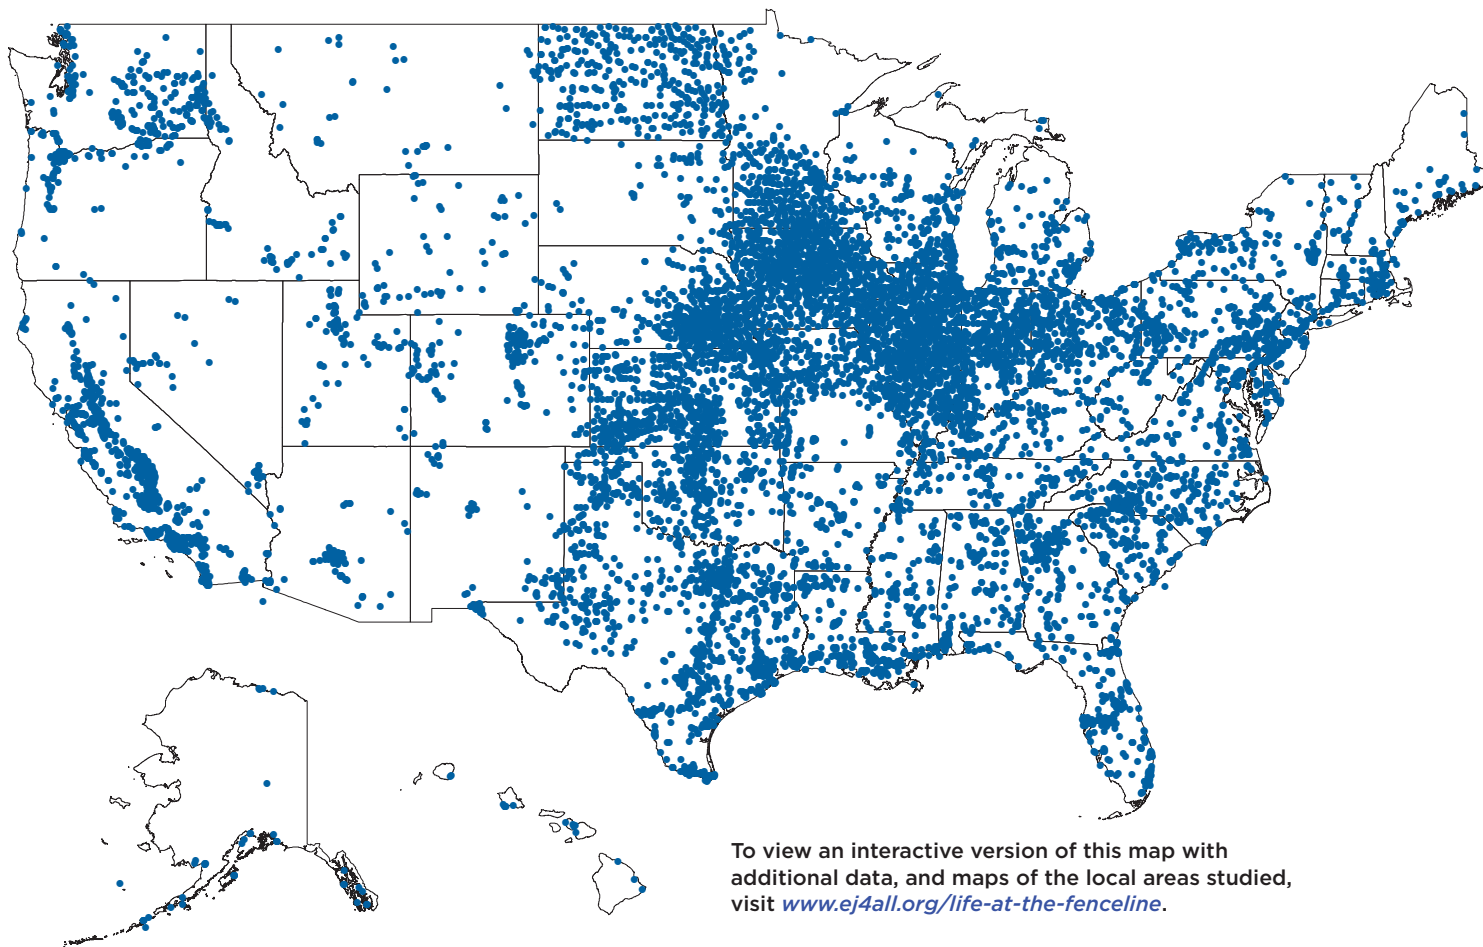 To view an interactive version of this map with
additional data, and maps of the local areas studied,
visit www.ej4all.org/life-at-the-fenceline.